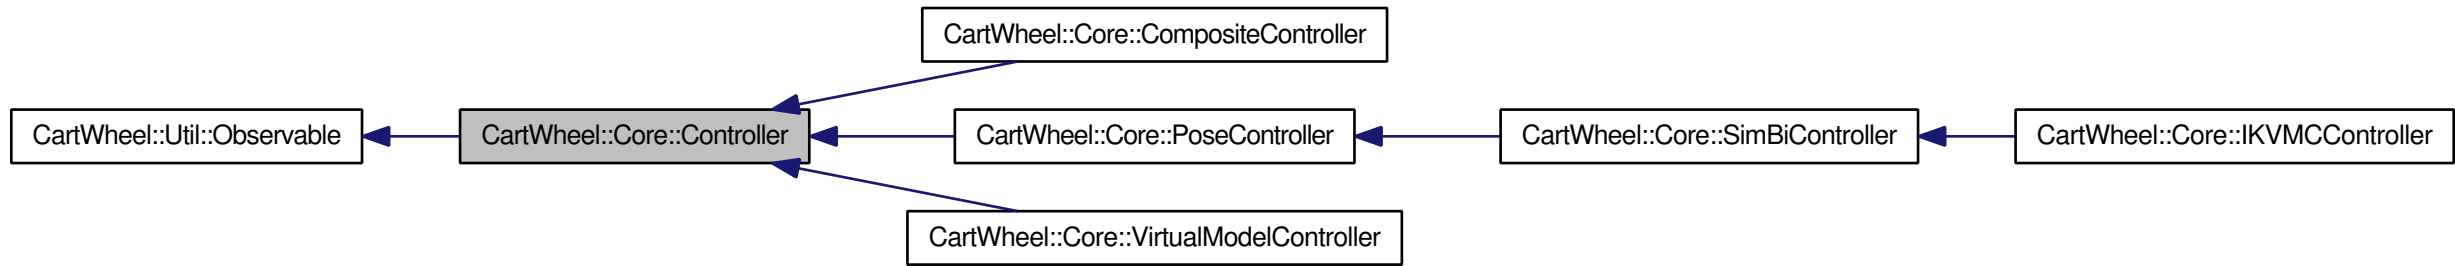 CartWheel::Core::CompositeController
CartWheel::Util::Observable
CartWheel::Core::Controller
CartWheel::Core::PoseController
CartWheel::Core::SimBiController
CartWheel::Core::IKVMCController
CartWheel::Core::VirtualModelController